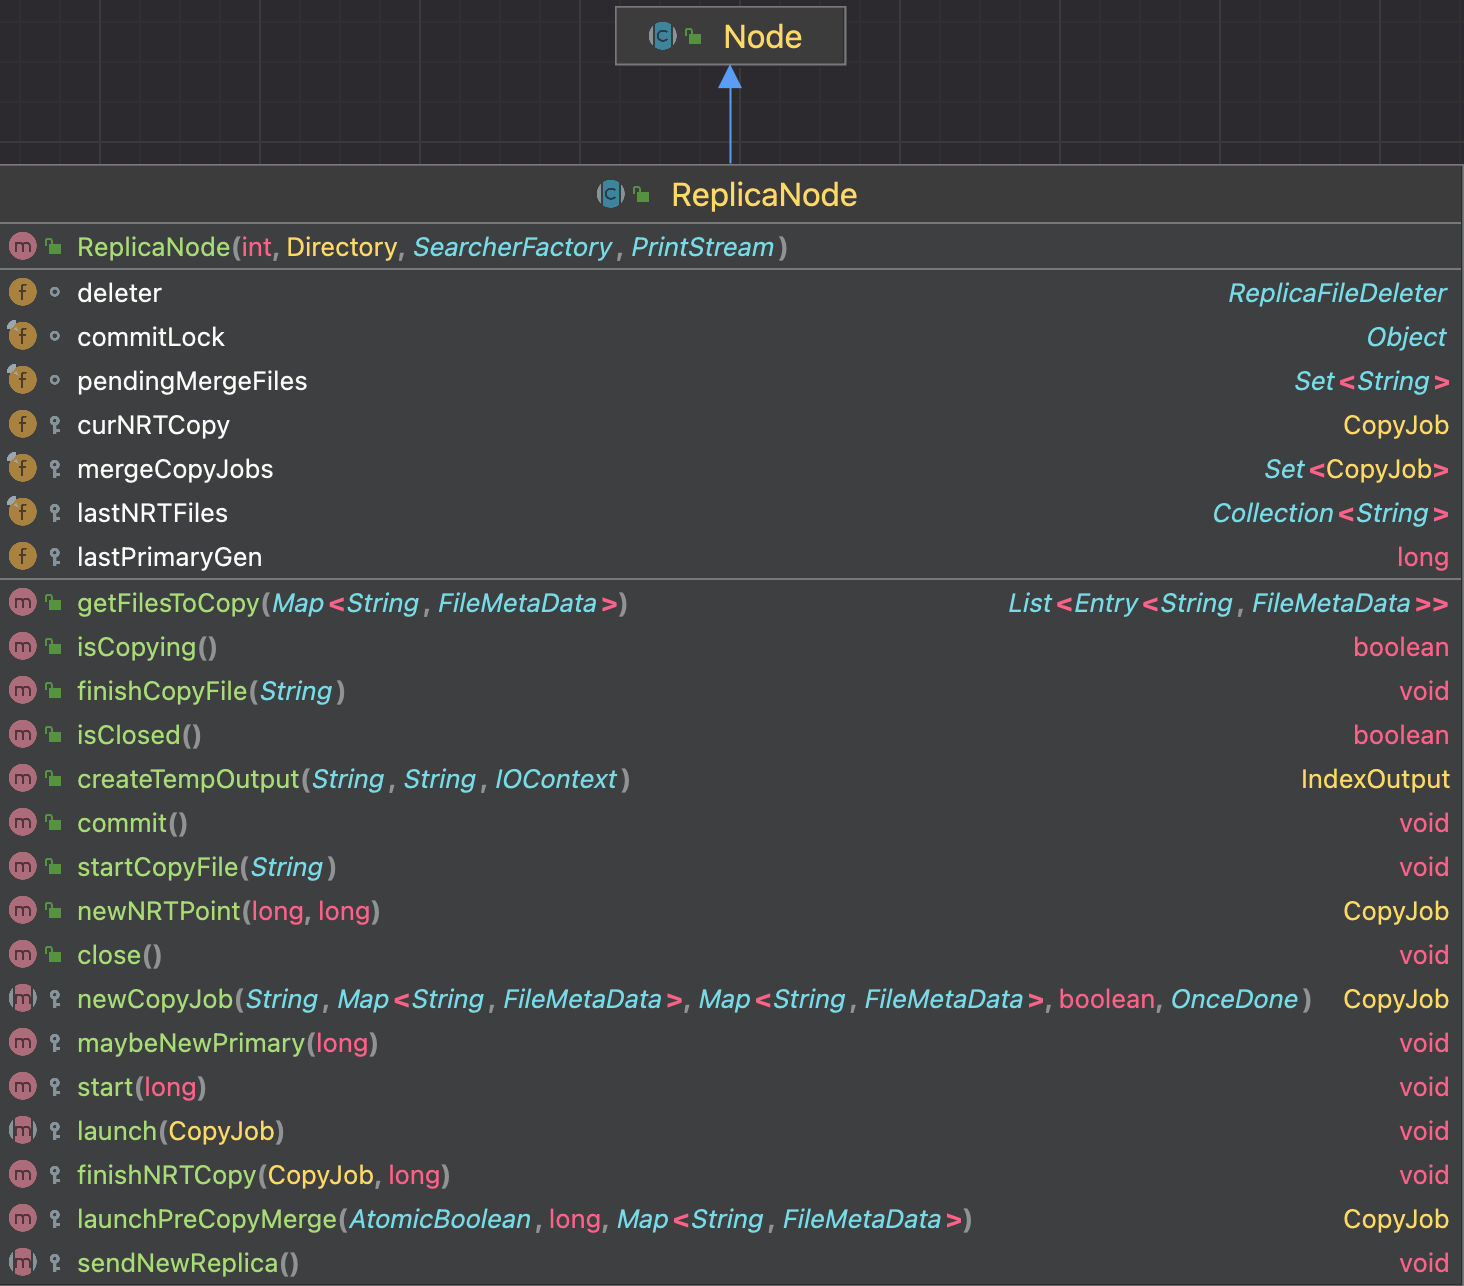 Node
ReplicaNode
ReplicaNode(int, Directory, SearcherFactory, PrintStream)
deleter ReplicaFileDeleter
commitLock Object
pendingMergeFiles Set<String>
curNRTCopy CopyJob
mergeCopyJobs Set<CopyJob>
lastNRTFiles Collection<String>
lastPrimaryGen long
getFilesToCopy(Map<String, FileMetaData>) List<Entry<String, FileMetaData>>
isCopying() boolean
finishCopyFile(String) void
isClosed() boolean
createTempOutput(String, String, IOContext) IndexOutput
commit() void
startCopyFile(String) void
newNRTPoint(long, long) CopyJob
close() void
newCopyJob(String, Map<String, FileMetaData>, Map<String, FileMetaData>, boolean, OnceDone) CopyJob
maybeNewPrimary(long) void
start(long) void
launch(CopyJob) void
finishNRTCopy(CopyJob, long) void
launchPreCopyMerge(AtomicBoolean, long, Map<String, FileMetaData>) CopyJob
sendNewReplica() void